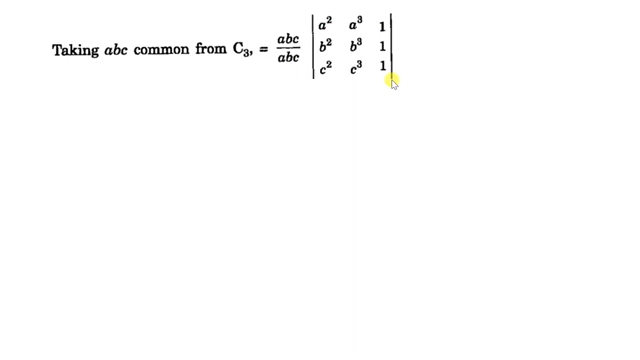 Taking abc common from C₃, = abc/abc | a² a³ 1 |
| b² b³ 1 |
| c² c³ 1 |